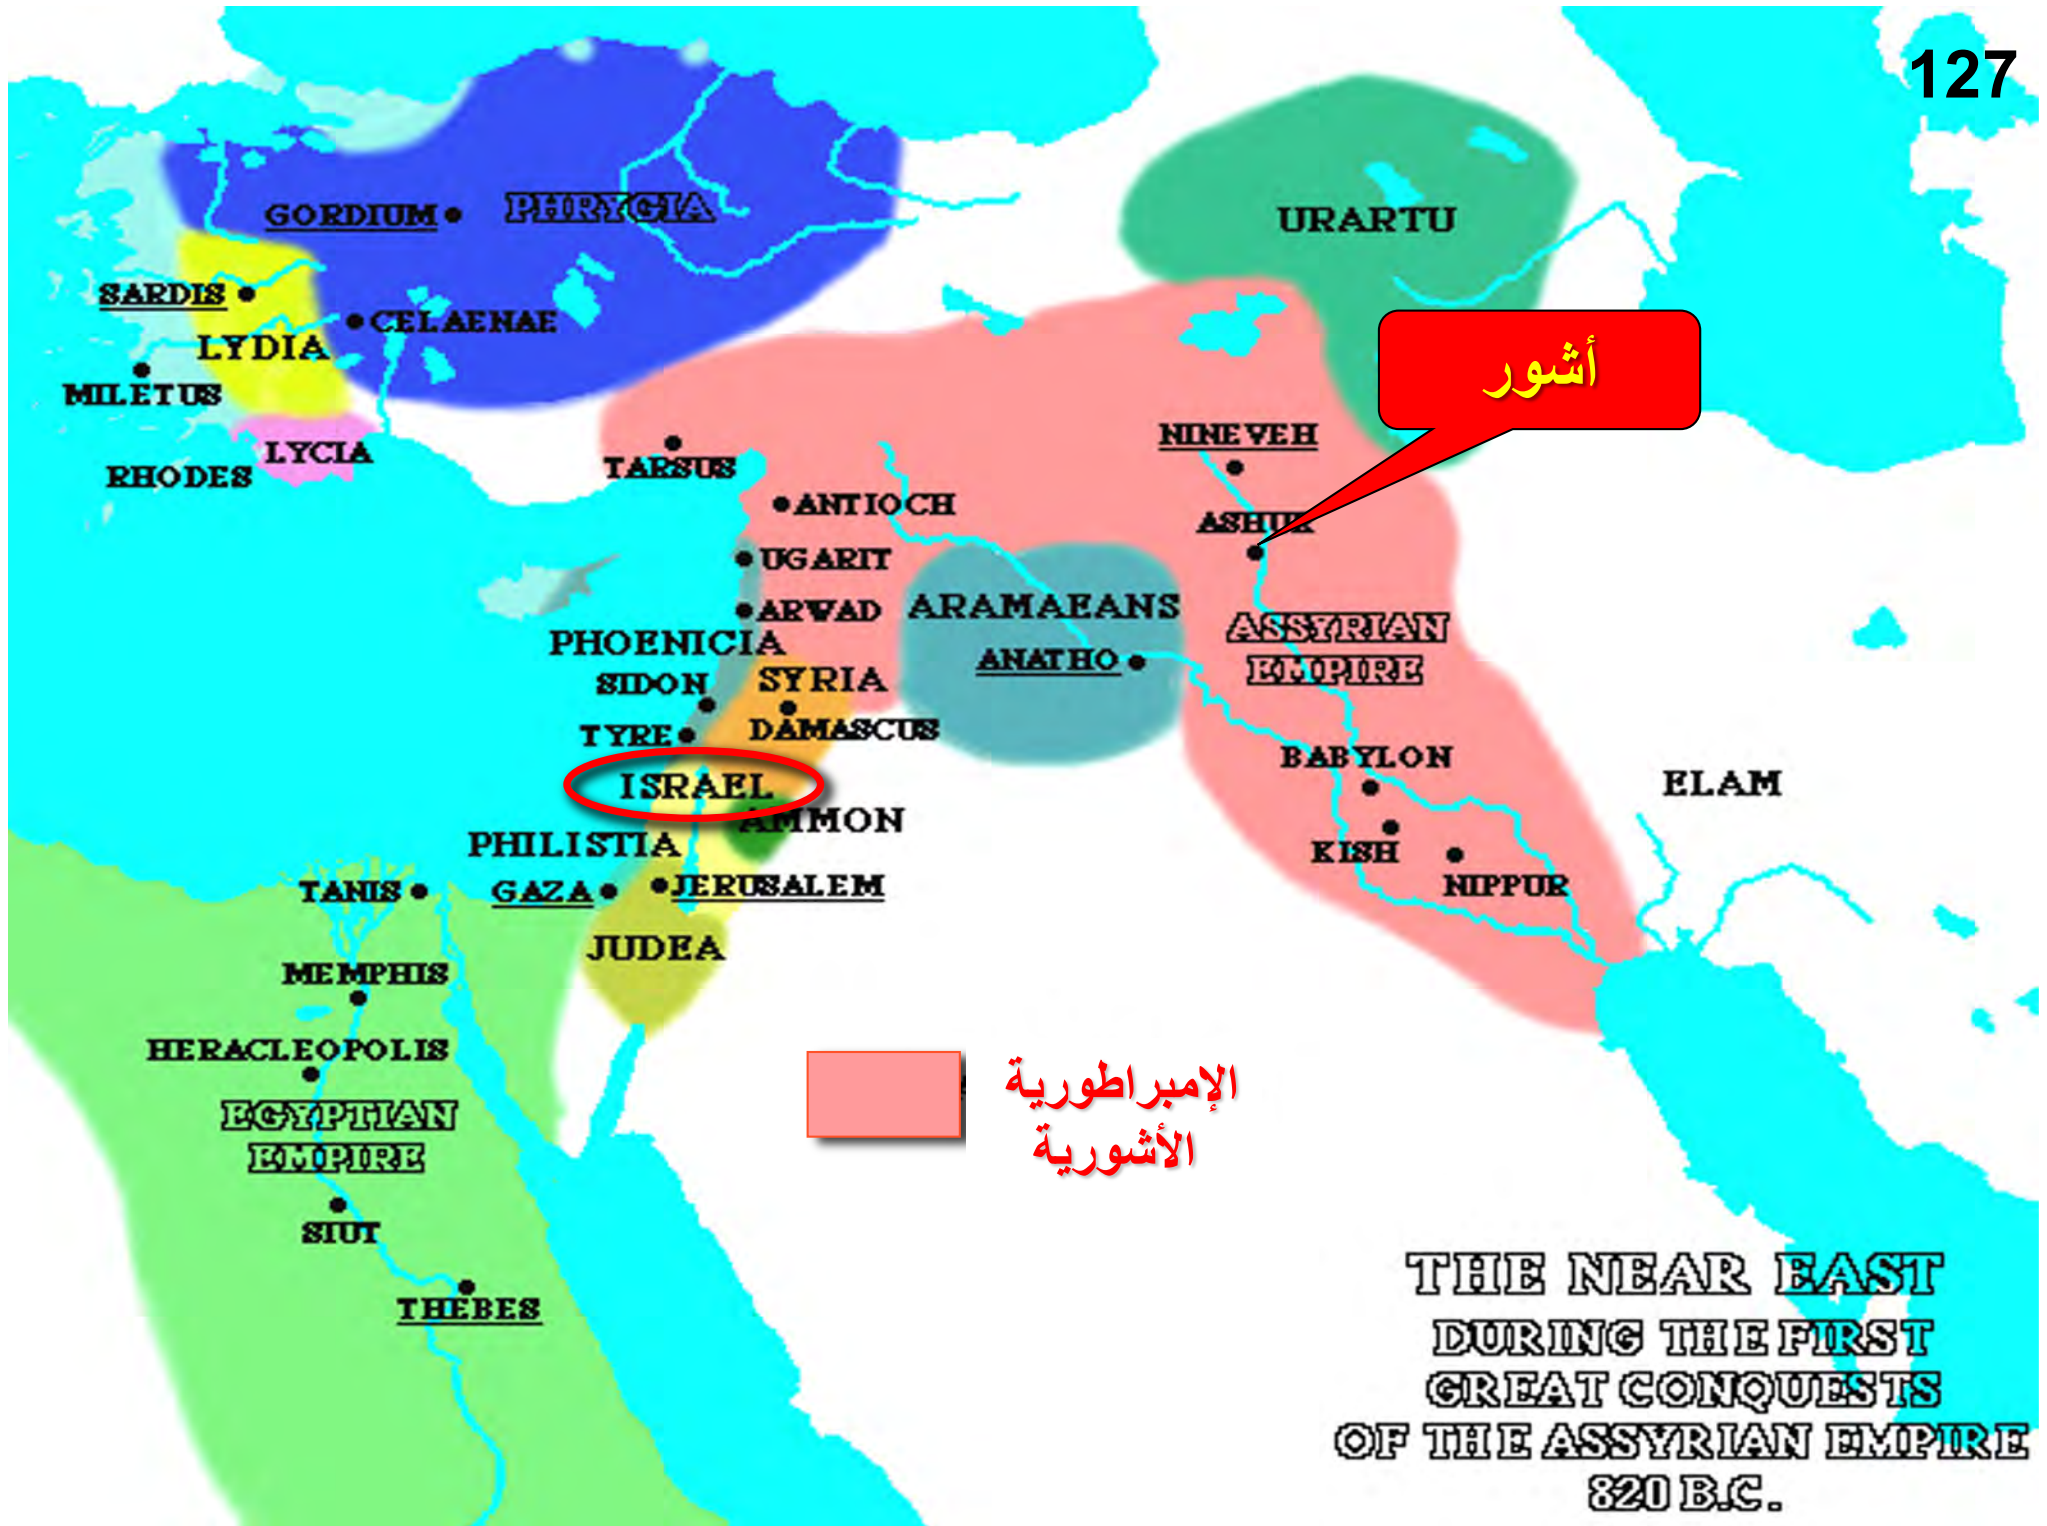 127
GORDIUM
PHRYGIA
URARTU
SARDIS
CELAENAE
LYDIA
MILETUS
LYCIA
RHODES
أشور
NINEVEH
TARSUS
ANTIOCH
ASHUR
UGARIT
ARWAD
ARAMAEANS
PHOENICIA
ASSYRIAN
EMPIRE
ANATHO
SIDON
SYRIA
TYRE
DAMASCUS
BABYLON
ISRAEL
ELAM
AMMON
PHILISTIA
KISH
NIPPUR
TANIS
GAZA
JERUSALEM
JUDEA
MEMPHIS
HERACLEOPOLIS
EGYPTIAN
EMPIRE
SIUT
THEBES
الإمبراطورية
الأشورية
THE NEAR EAST
DURING THE FIRST
GREAT CONQUESTS
OF THE ASSYRIAN EMPIRE
820 B.C.